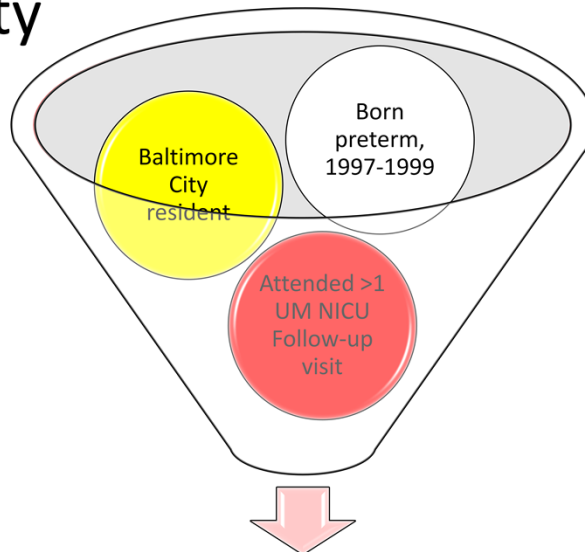 ty
Baltimore
City
resident
Born
preterm,
1997-1999
Attended >1
UM NICU
Follow-up
visit